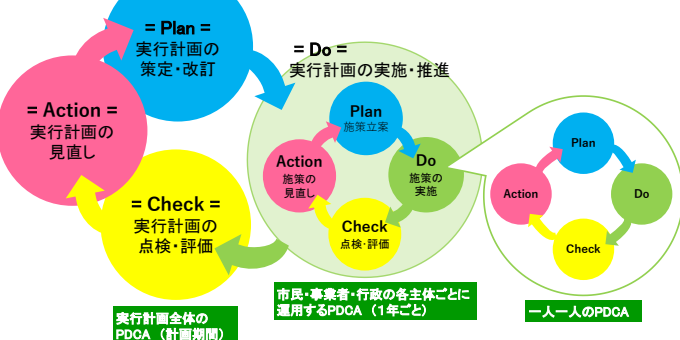 = Plan =
実行計画の
策定・改訂
= Action =
実行計画の
見直し
= Check =
実行計画の
点検・評価
実行計画全体の
PDCA（計画期間）
= Do =
実行計画の実施・推進
Plan
施策立案
Do
施策の
実施
Check
点検・評価
Action
施策の
見直し
市民・事業者・行政の各主体ごとに
運用するPDCA（１年ごと）
Plan
Do
Check
Action
一人一人のPDCA